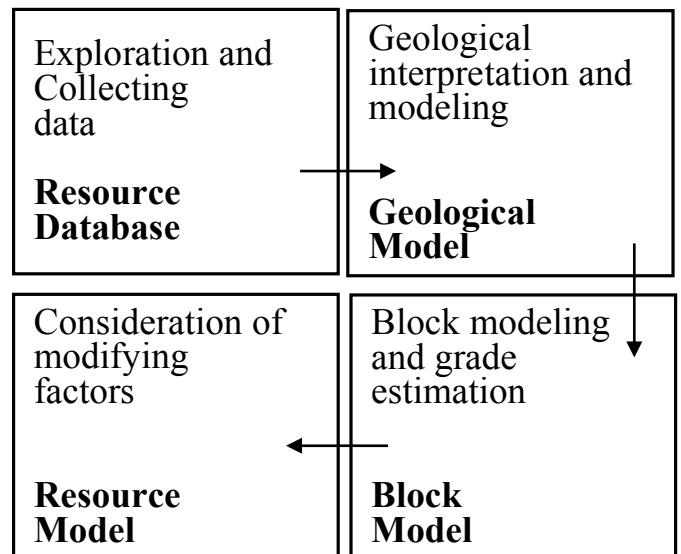 Exploration and
Collecting
data
Resource
Database
Geological
interpretation and
modeling
Geological
Model
Block modeling
and grade
estimation
Block
Model
Consideration of
modifying
factors
Resource
Model